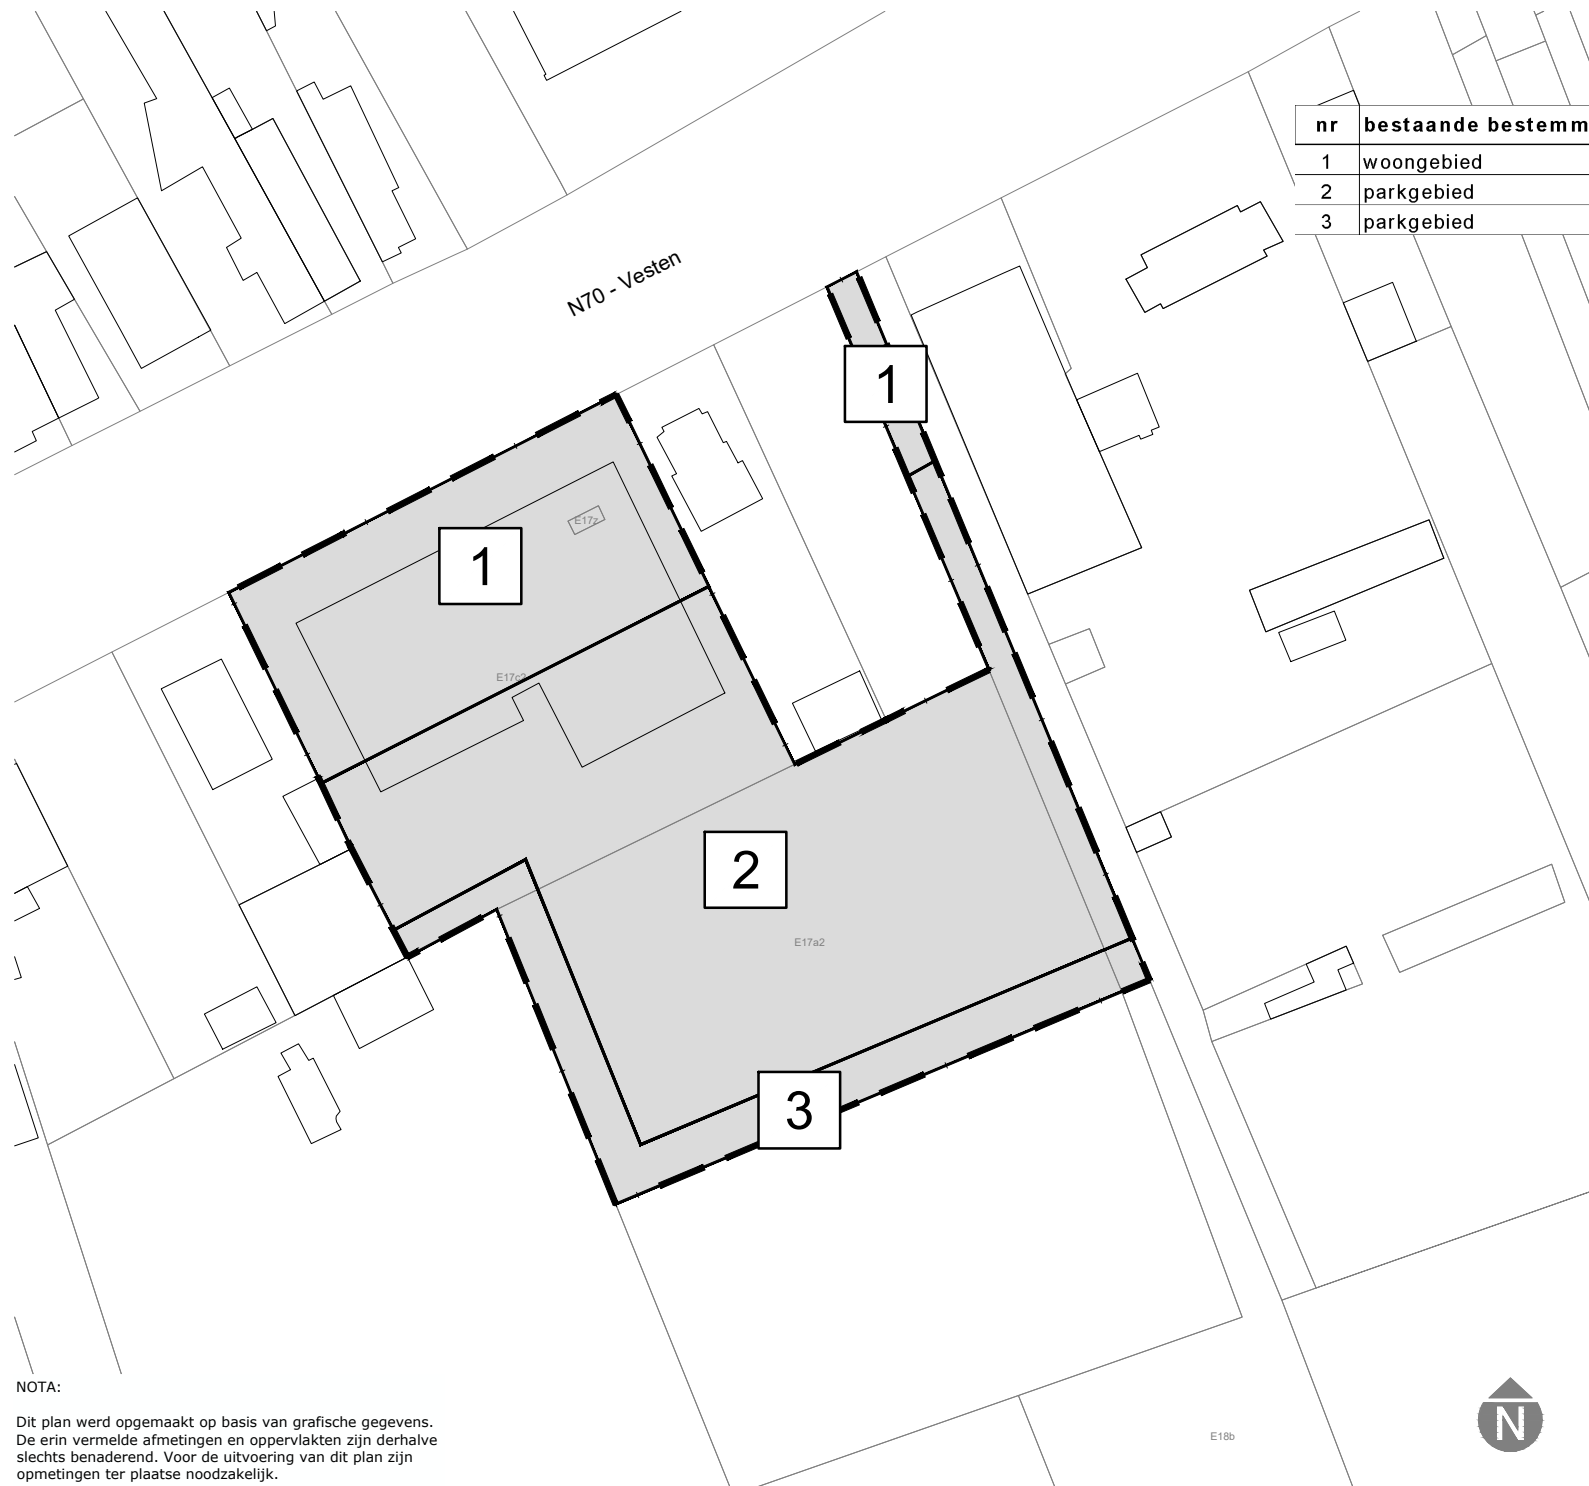 nr bestaande bestemm
1 woongebied
2 parkgebied
3 parkgebied
N70 - Vesten
1
E17z
1
E17c2
2
E17a2
3
NOTA:
Dit plan werd opgemaakt op basis van grafische gegevens.
De erin vermelde afmetingen en oppervlakten zijn derhalve
slechts benaderend. Voor de uitvoering van dit plan zijn
opmetingen ter plaatse noodzakelijk.
E18b
N